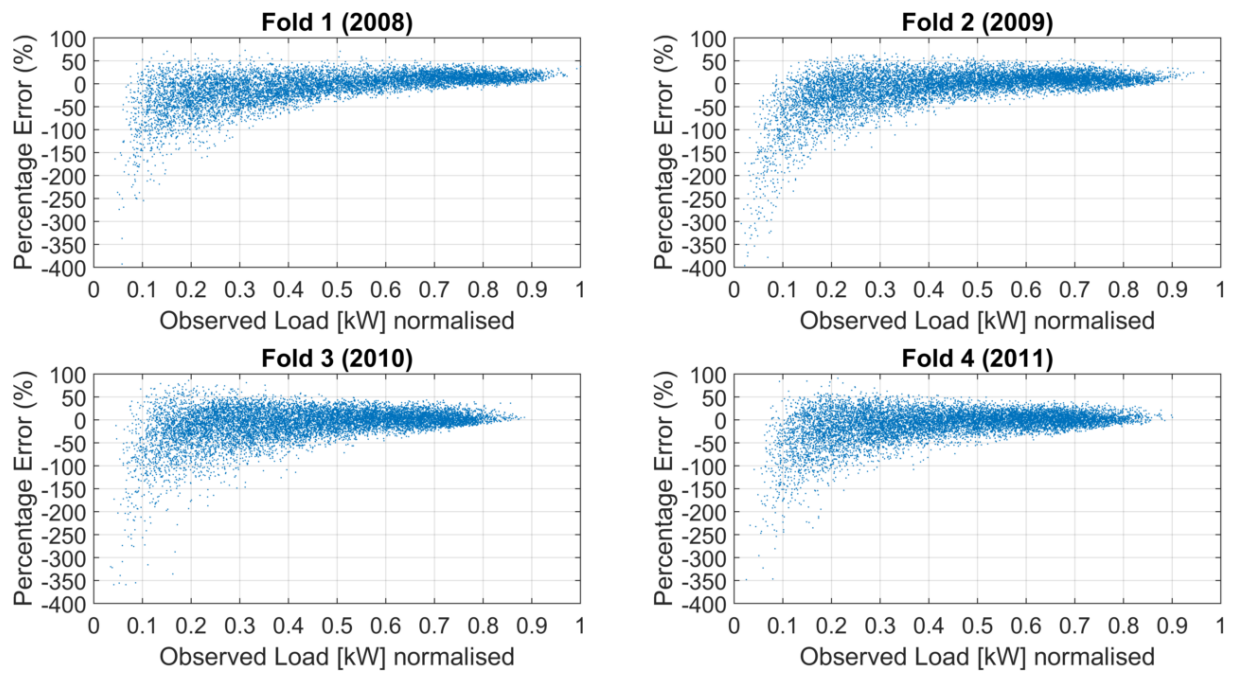 Fold 1 (2008)
Percentage Error (%)
100
50
0
-50
-100
-150
-200
-250
-300
-350
-400
0 0.1 0.2 0.3 0.4 0.5 0.6 0.7 0.8 0.9 1
Observed Load [kW] normalised
Fold 2 (2009)
Percentage Error (%)
100
50
0
-50
-100
-150
-200
-250
-300
-350
-400
0 0.1 0.2 0.3 0.4 0.5 0.6 0.7 0.8 0.9 1
Observed Load [kW] normalised
Fold 3 (2010)
Percentage Error (%)
100
50
0
-50
-100
-150
-200
-250
-300
-350
-400
0 0.1 0.2 0.3 0.4 0.5 0.6 0.7 0.8 0.9 1
Observed Load [kW] normalised
Fold 4 (2011)
Percentage Error (%)
100
50
0
-50
-100
-150
-200
-250
-300
-350
-400
0 0.1 0.2 0.3 0.4 0.5 0.6 0.7 0.8 0.9 1
Observed Load [kW] normalised